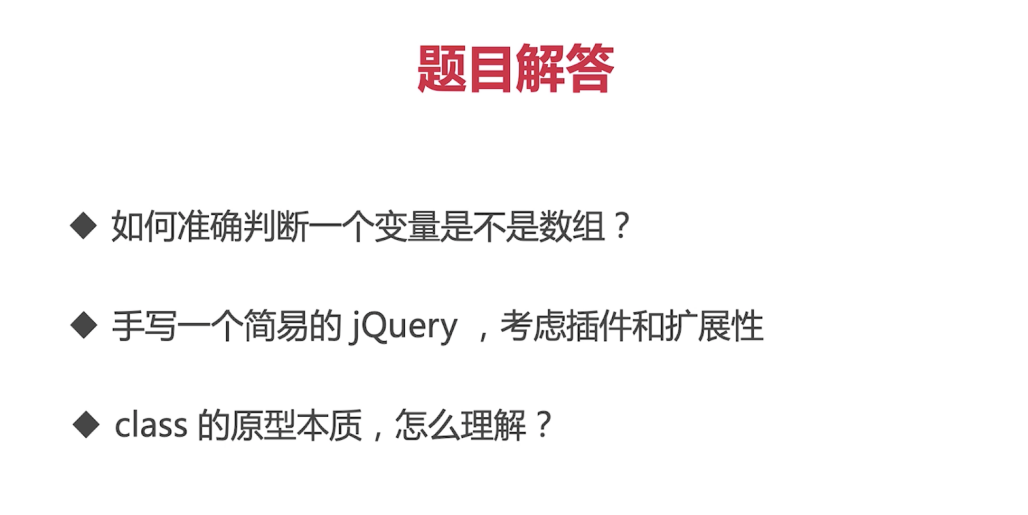 题目解答
◆ 如何准确判断一个变量是不是数组？
◆ 手写一个简易的 jQuery ，考虑插件和扩展性
◆ class 的原型本质，怎么理解？